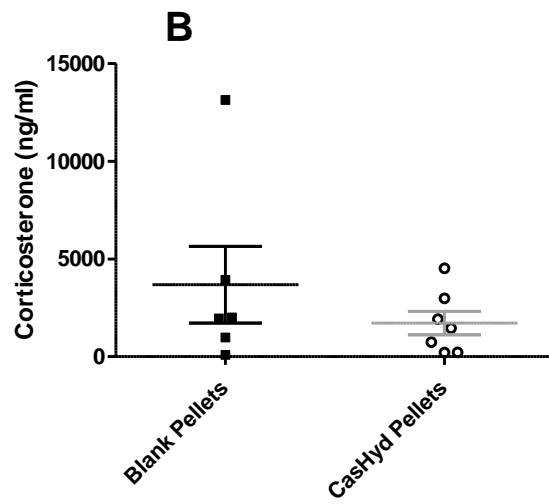 B
Corticosterone (ng/ml)
15000
10000
5000
0
Blank Pellets
CasHyd Pellets